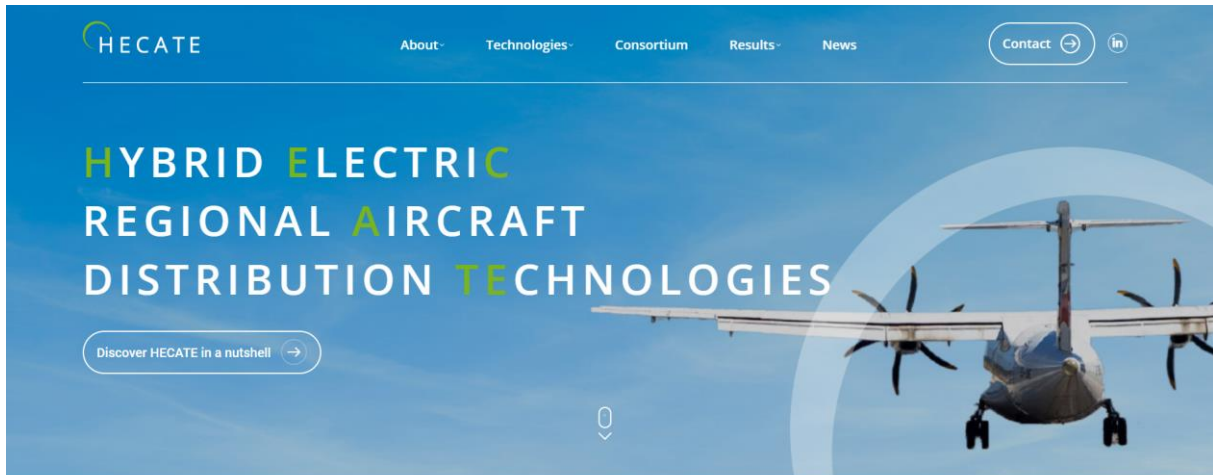 HECATE
About
Technologies
Consortium
Results
News
Contact
in
HYBRID ELECTRIC
REGIONAL AIRCRAFT
DISTRIBUTION TECHNOLOGIES
Discover HECATE in a nutshell